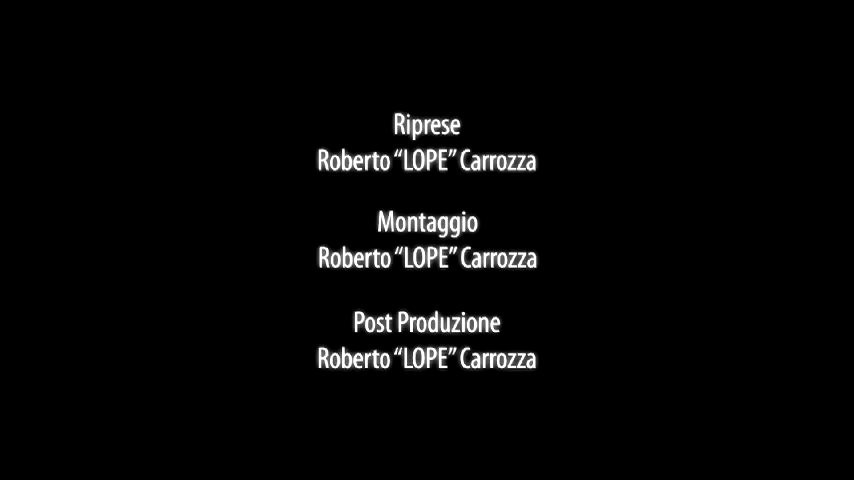 Riprese
Roberto “LOPE” Carrozza
Montaggio
Roberto “LOPE” Carrozza
Post Produzione
Roberto “LOPE” Carrozza